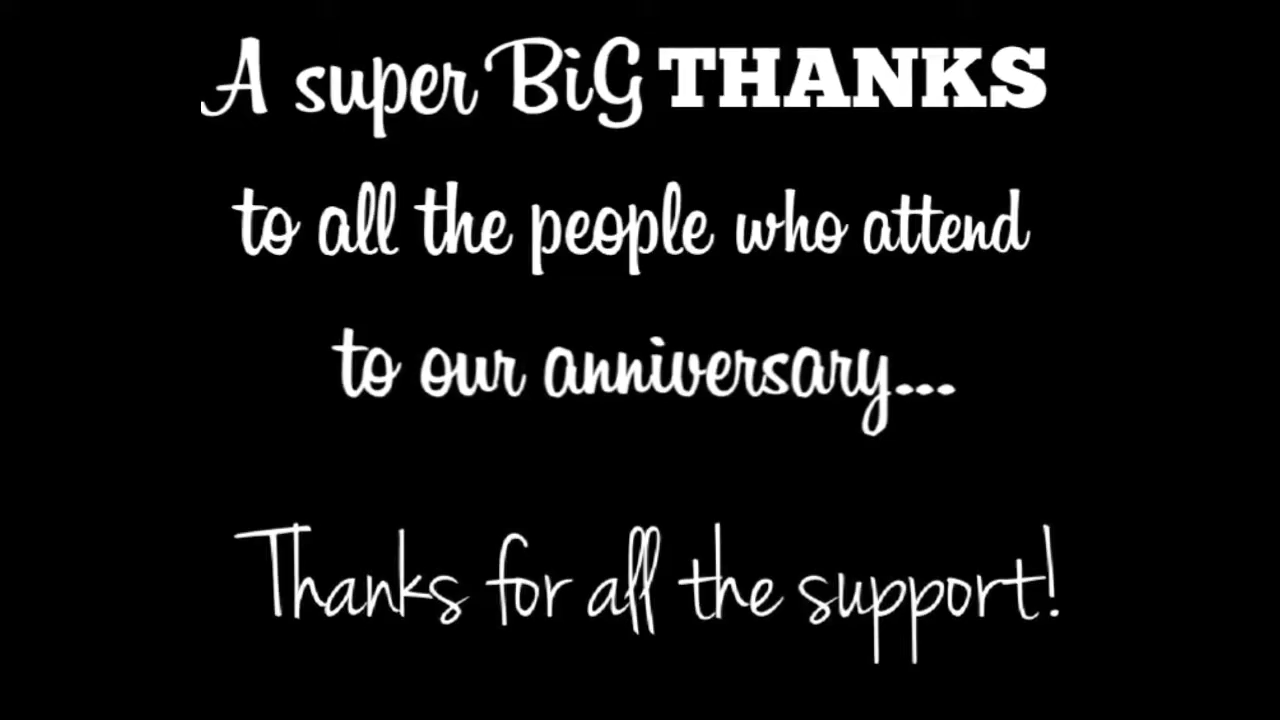 A super BiG THANKS
to all the people who attend
to our anniversary...
Thanks for all the support!